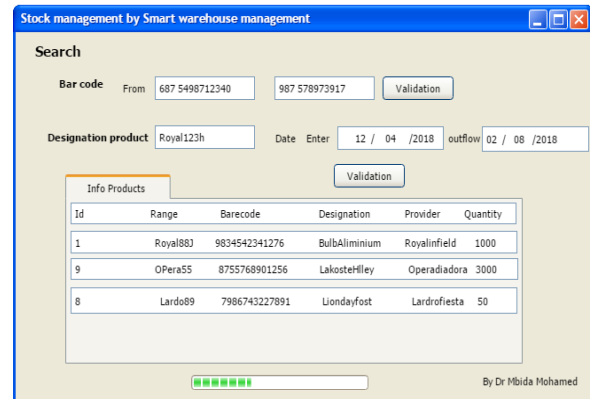 Stock management by Smart warehouse management
Search
Bar code From 687 5498712340 987 578973917 Validation
Designation product Royal123h Date Enter 12 / 04 /2018 outflow 02 / 08 /2018
Validation
Info Products
Id Range Barecode Designation Provider Quantity
1 Royal88J 9834542341276 BulbAliminium Royalinfield 1000
9 OPera55 8755768901256 LakosteHlley Operadiadora 3000
8 Lardo89 7986743227891 Liondayfost Lardrofiesta 50
By Dr Mbida Mohamed